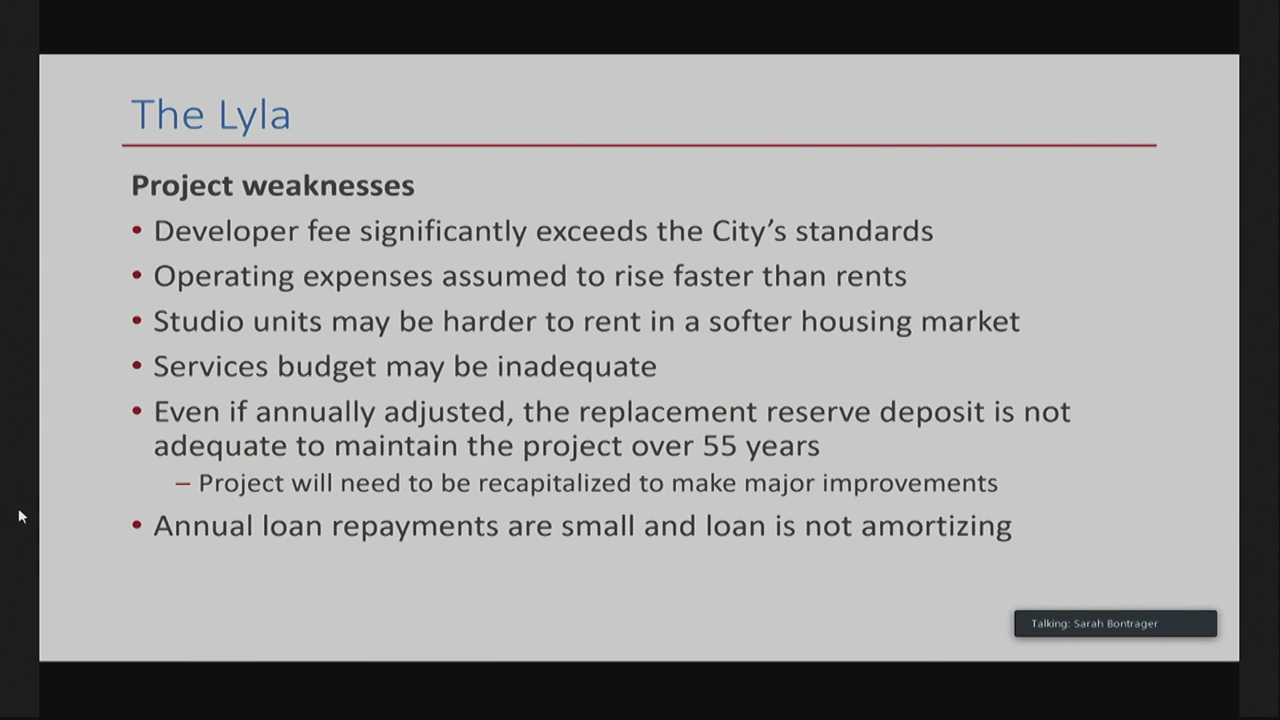 The Lyla
Project weaknesses
• Developer fee significantly exceeds the City’s standards
• Operating expenses assumed to rise faster than rents
• Studio units may be harder to rent in a softer housing market
• Services budget may be inadequate
• Even if annually adjusted, the replacement reserve deposit is not
adequate to maintain the project over 55 years
– Project will need to be recapitalized to make major improvements
• Annual loan repayments are small and loan is not amortizing
Talking: Sarah Bontrager